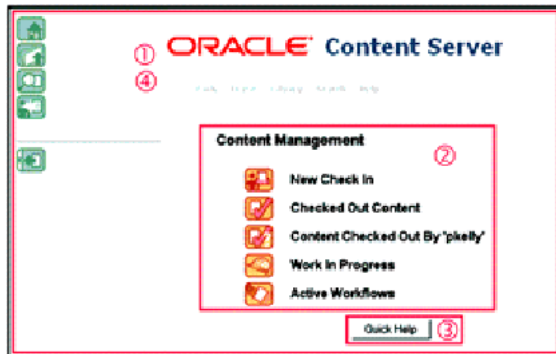 ① ORACLE Content Server
④
Content Management
②
New Check In
Checked Out Content
Content Checked Out By 'pkelly'
Work In Progress
Active Workflows
Quick Help ③